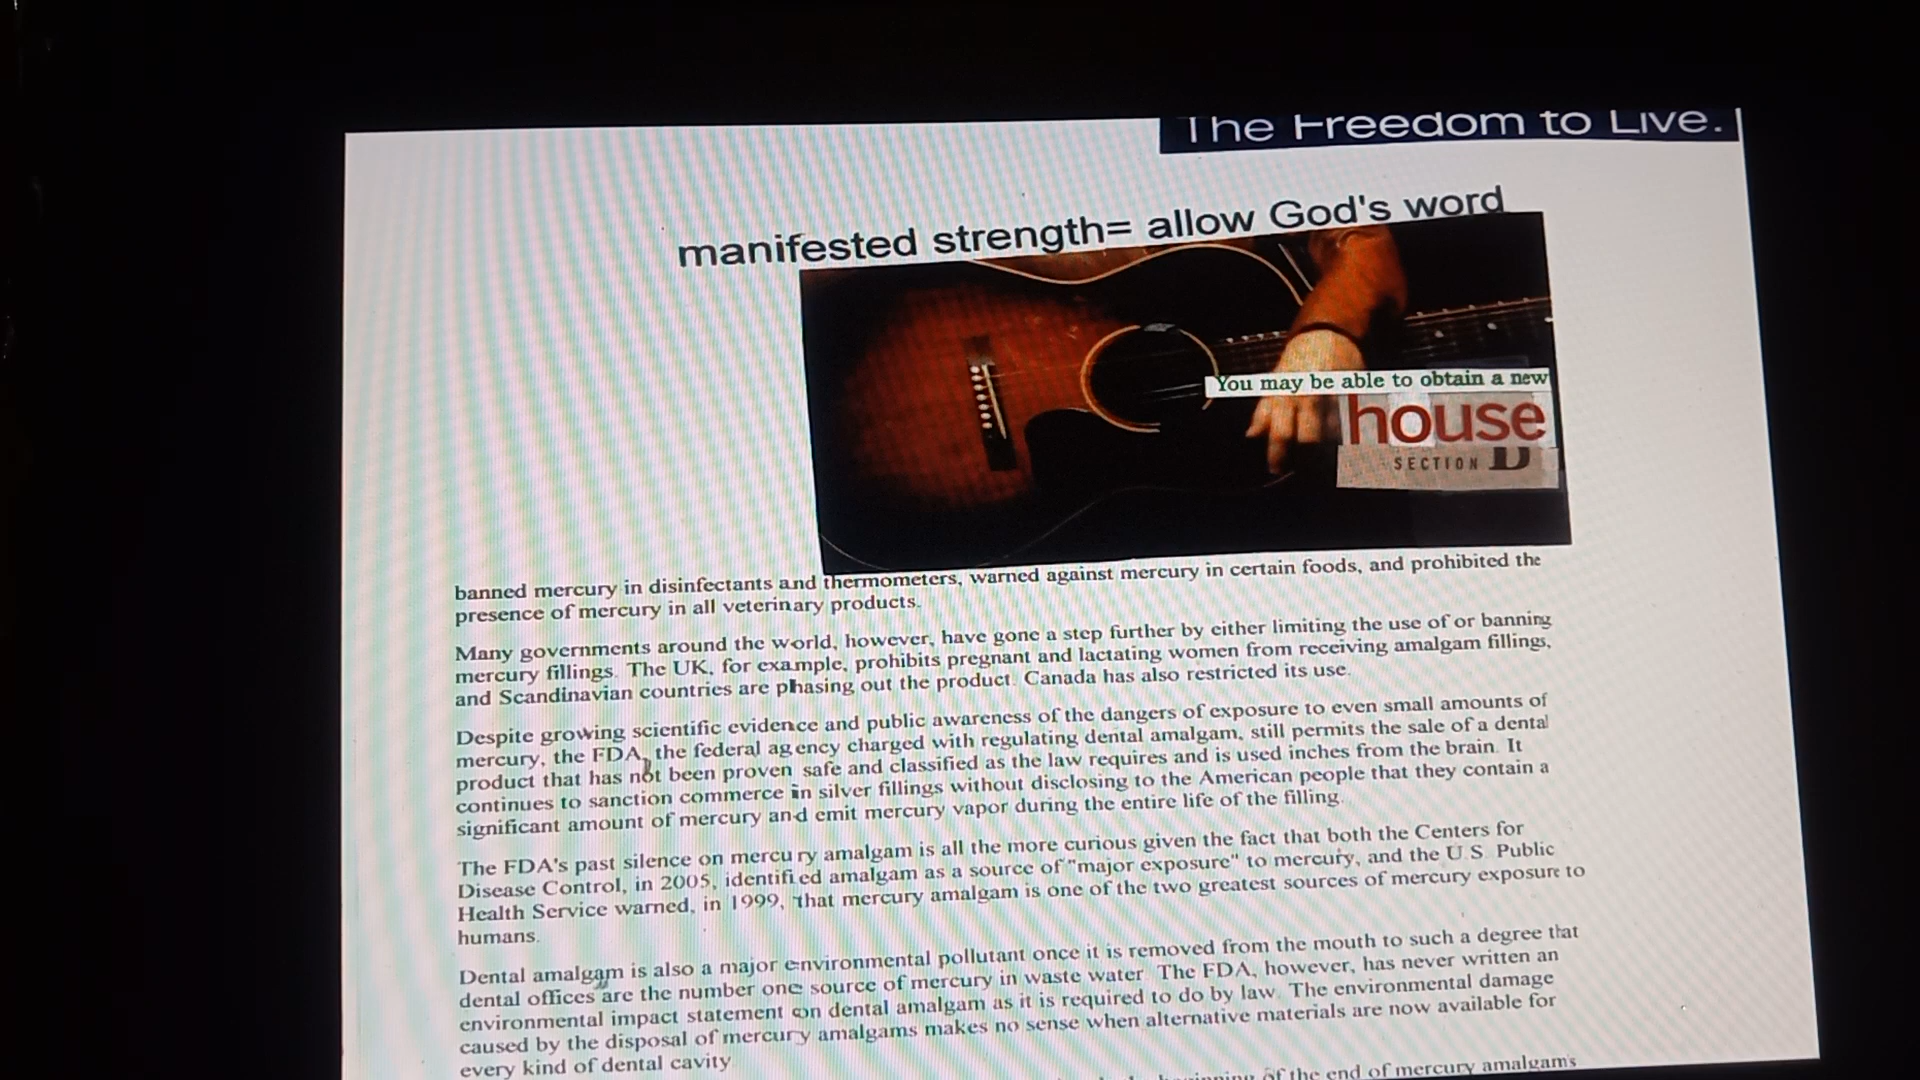 The Freedom to Live.
manifested strength= allow God's word
You may be able to obtain a new
house
SECTION D
banned mercury in disinfectants and thermometers, warned against mercury in certain foods, and prohibited the
presence of mercury in all veterinary products.
Many governments around the world, however, have gone a step further by either limiting the use of or banning
mercury fillings. The UK, for example, prohibits pregnant and lactating women from receiving amalgam fillings,
and Scandinavian countries are phasing out the product. Canada has also restricted its use.
Despite growing scientific evidence and public awareness of the dangers of exposure to even small amounts of
mercury, the FDA, the federal agency charged with regulating dental amalgam, still permits the sale of a dental
product that has not been proven safe and classified as the law requires and is used inches from the brain. It
continues to sanction commerce in silver fillings without disclosing to the American people that they contain a
significant amount of mercury and emit mercury vapor during the entire life of the filling.
The FDA's past silence on mercury amalgam is all the more curious given the fact that both the Centers for
Disease Control, in 2005, identified amalgam as a source of "major exposure" to mercury, and the U.S. Public
Health Service warned, in 1999, that mercury amalgam is one of the two greatest sources of mercury exposure to
humans.
Dental amalgam is also a major environmental pollutant once it is removed from the mouth to such a degree that
dental offices are the number one source of mercury in waste water. The FDA, however, has never written an
environmental impact statement on dental amalgam as it is required to do by law. The environmental damage
caused by the disposal of mercury amalgams makes no sense when alternative materials are now available for
every kind of dental cavity
of the end of mercury amalgams